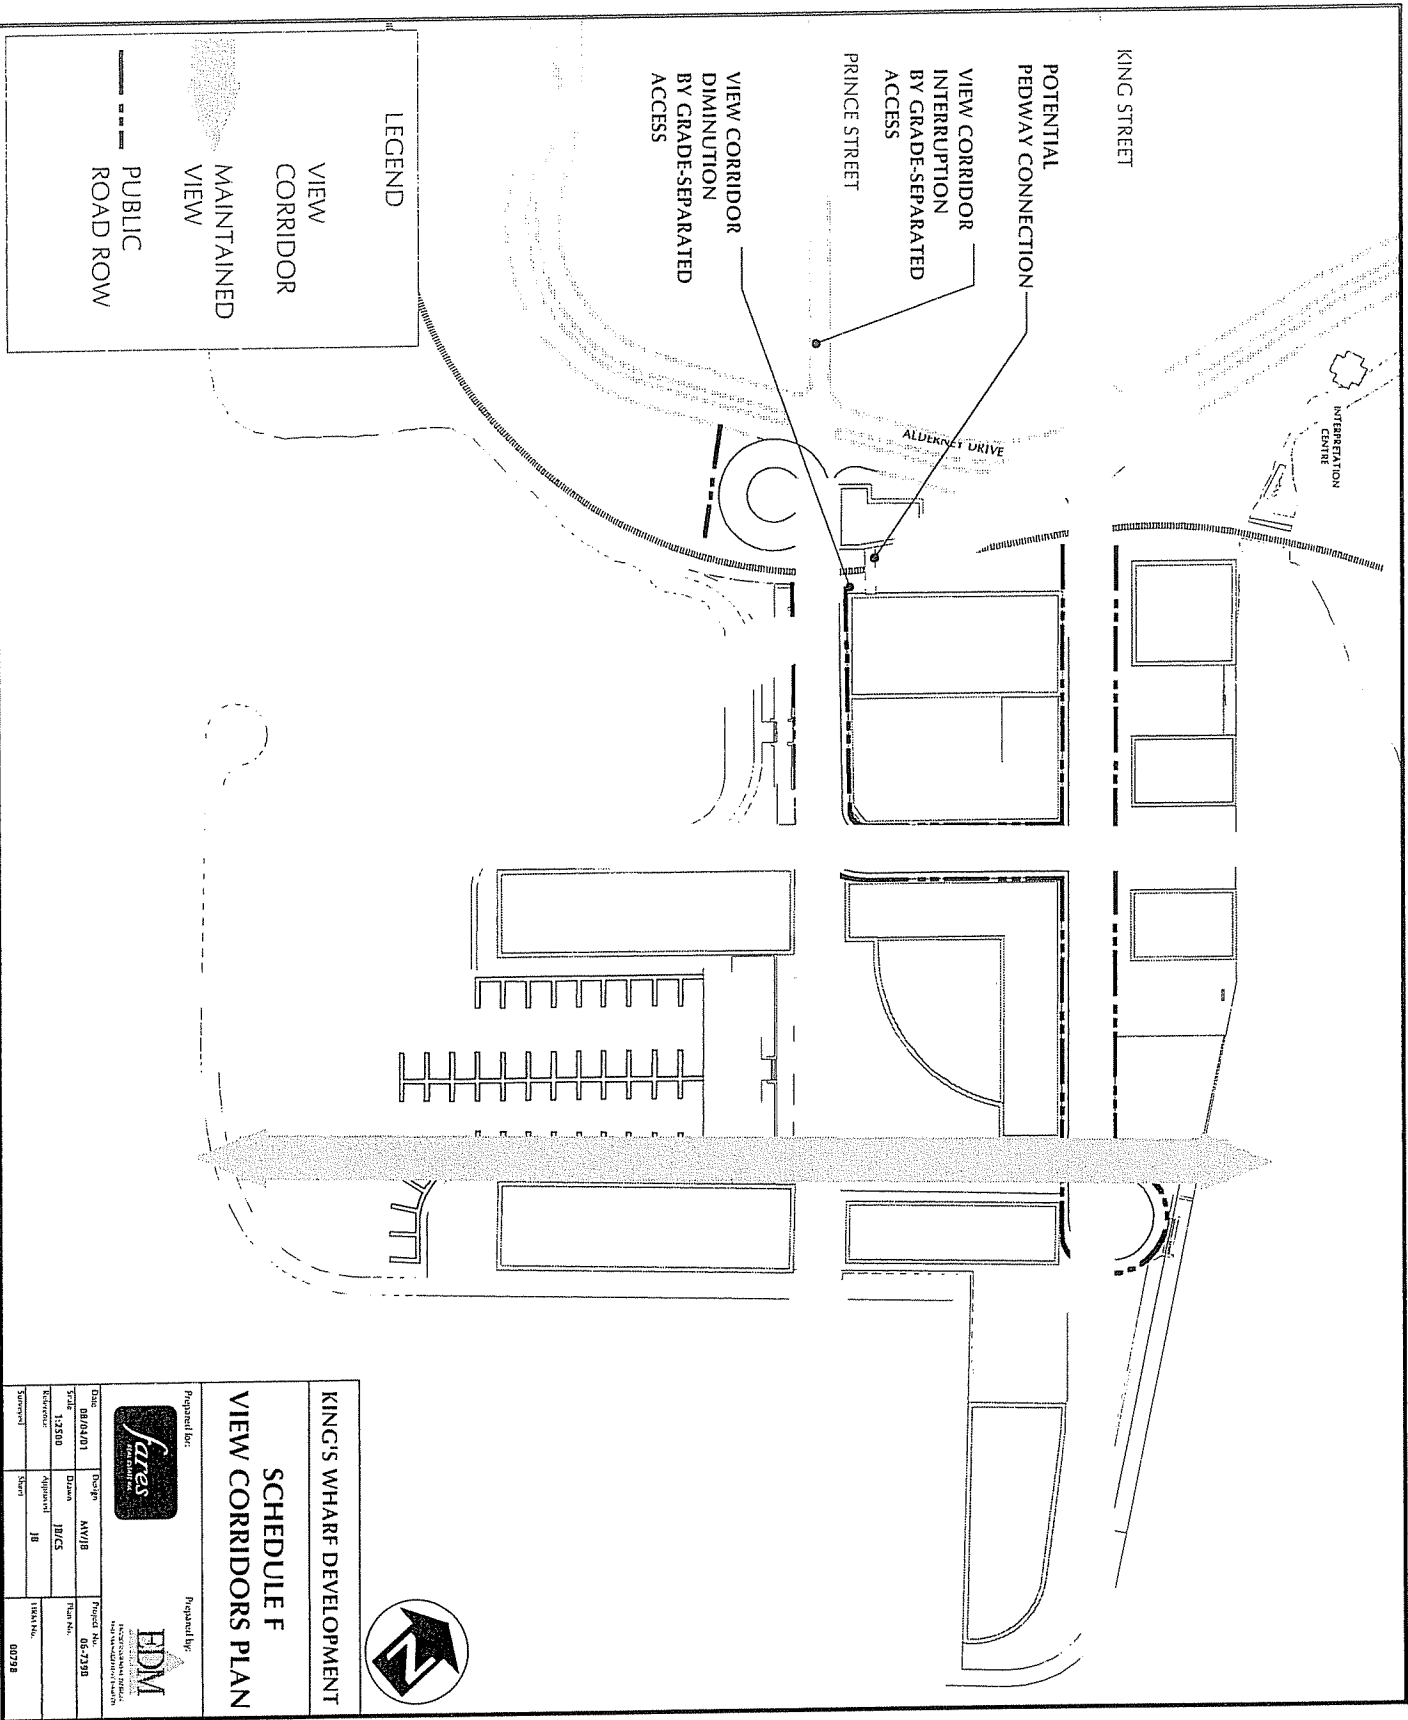 KING STREET
POTENTIAL
PEDWAY CONNECTION
VIEW CORRIDOR
INTERRUPTION
BY GRADE-SEPARATED
ACCESS
PRINCE STREET
VIEW CORRIDOR
DIMINUTION
BY GRADE-SEPARATED
ACCESS
INTERPRETATION
CENTRE
ALDERNEY DRIVE
LEGEND
VIEW
CORRIDOR
MAINTAINED
VIEW
PUBLIC
ROAD ROW
N
KING'S WHARF DEVELOPMENT
SCHEDULE F
VIEW CORRIDORS PLAN
Prepared for:
fares
Prepared by:
EDM
Date 08/04/01
Design MY/JB
Project No. 06-739B
Scale 1:2500
Drawn JB/CS
Plan No.
Reference:
Approved JB
HRM No. 00798
Surveyed
Sheet